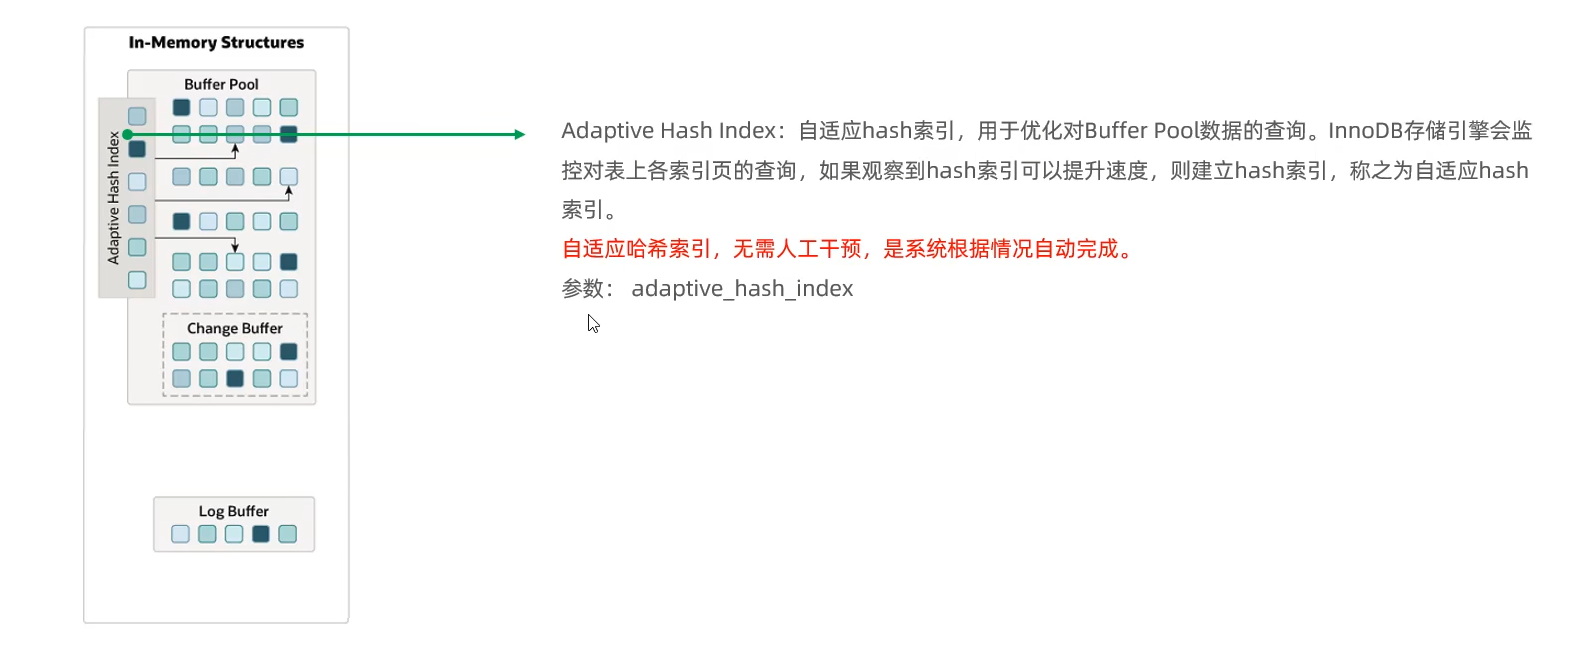 In-Memory Structures
Buffer Pool
Adaptive Hash Index
Change Buffer
Log Buffer
Adaptive Hash Index：自适应hash索引，用于优化对Buffer Pool数据的查询。InnoDB存储引擎会监
控对表上各索引页的查询，如果观察到hash索引可以提升速度，则建立hash索引，称之为自适应hash
索引。
自适应哈希索引，无需人工干预，是系统根据情况自动完成。
参数： adaptive_hash_index